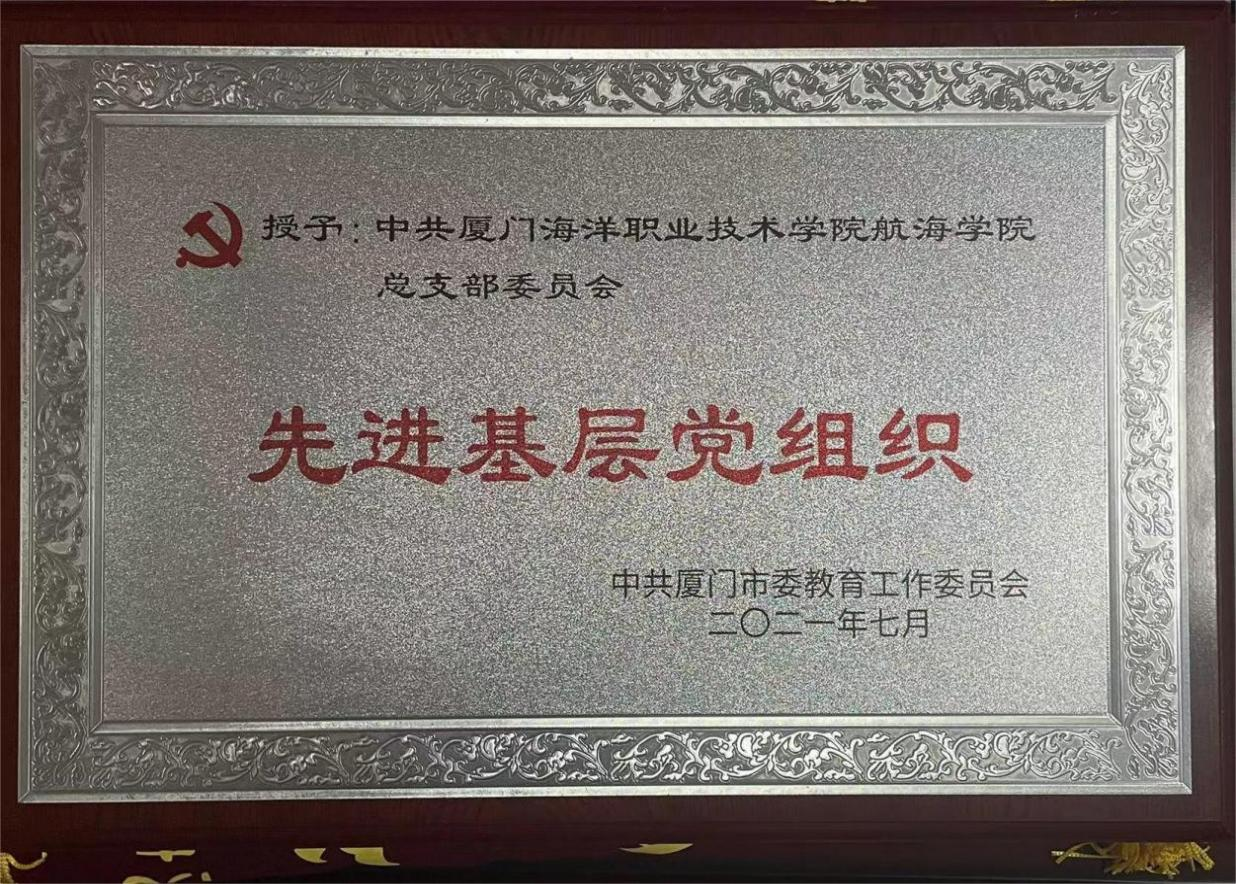 授予：中共厦门海洋职业技术学院航海学院
总支部委员会
先进基层党组织
中共厦门市委教育工作委员会
二〇二一年七月